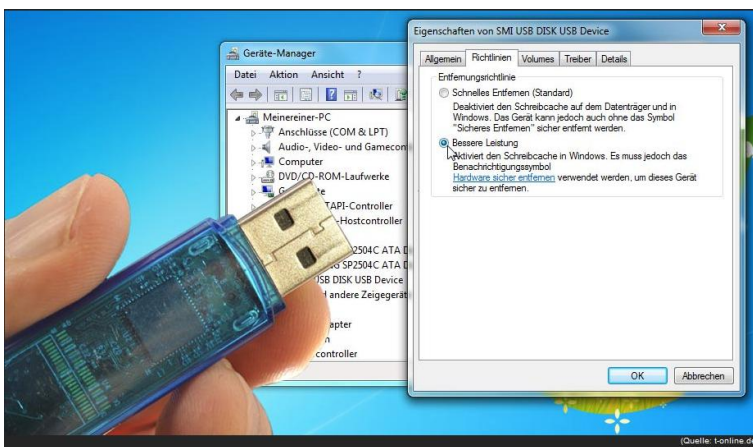 Geräte-Manager
Datei Aktion Ansicht ?
Meinereiner-PC
Anschlüsse (COM & LPT)
Audio-, Video- und Gamecon
Computer
DVD/CD-ROM-Laufwerke
TAPI-Controller
-Hostcontroller
SP2504C ATA D
SP2504C ATA D
USB DISK USB Device
andere Zeigegerät
apter
controller
Eigenschaften von SMI USB DISK USB Device
Allgemein Richtlinien Volumes Treiber Details
Entfernungsrichtlinie
Schnelles Entfernen (Standard)
Deaktiviert den Schreibcache auf dem Datenträger und in
Windows. Das Gerät kann jedoch auch ohne das Symbol
"Sicheres Entfernen" sicher entfernt werden.
Bessere Leistung
Aktiviert den Schreibcache in Windows. Es muss jedoch das
Benachrichtigungssymbol
Hardware sicher entfernen verwendet werden, um dieses Gerät
sicher zu entfernen.
OK Abbrechen
(Quelle: t-online.d